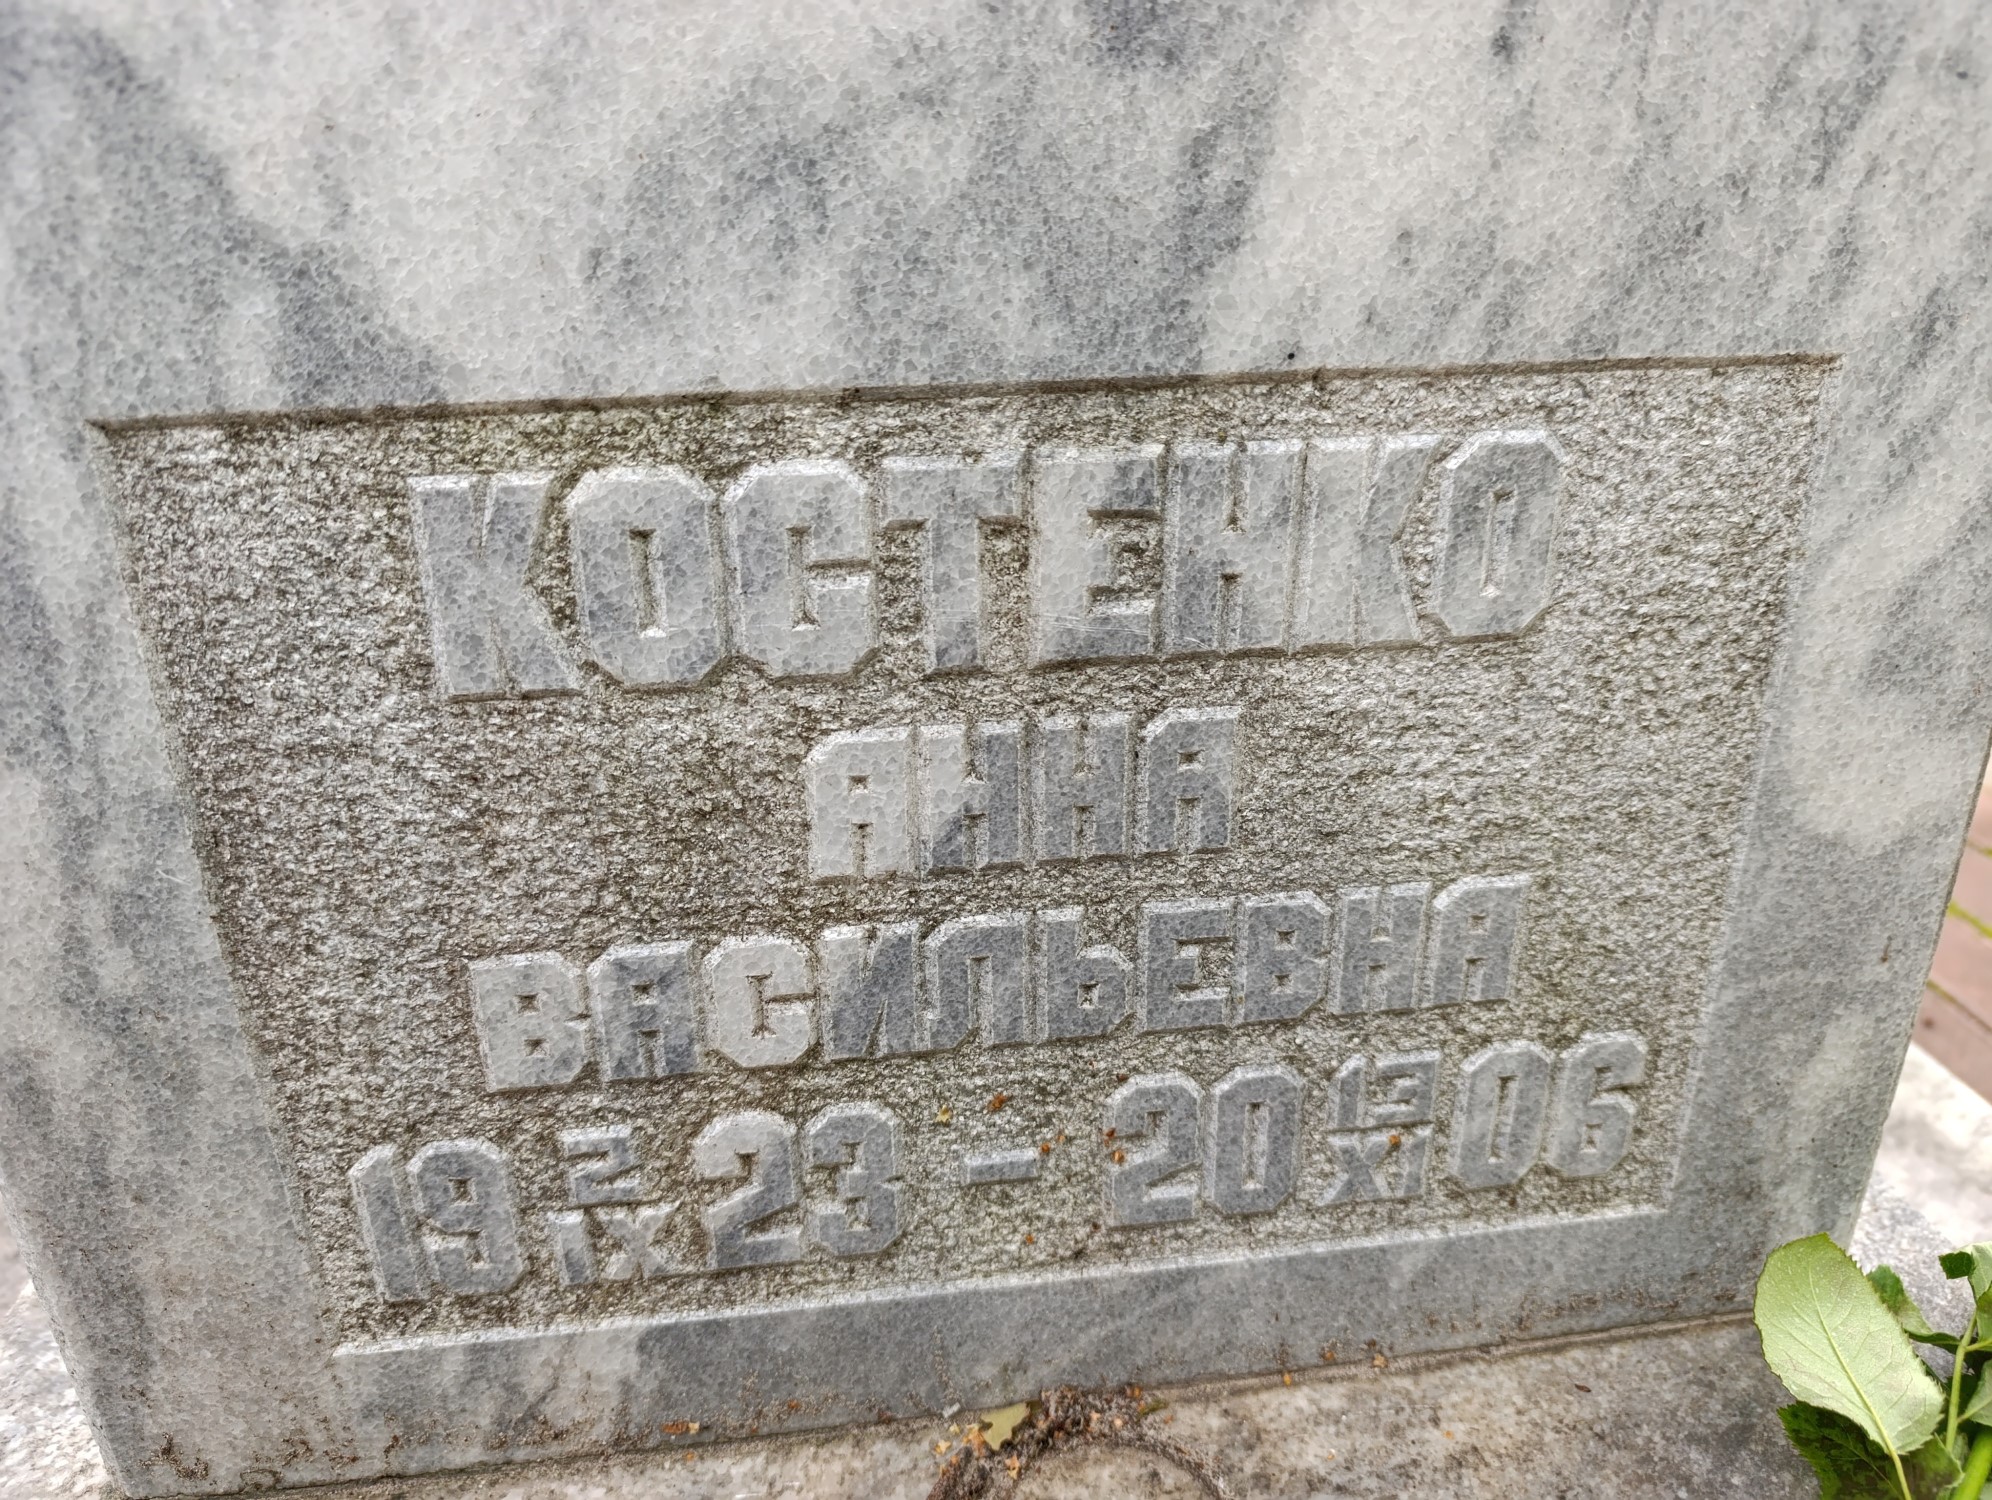 КОСТЕНКО
АННА
ВАСИЛЬЕВНА
19 2/IX 23 – 20 13/XI 06